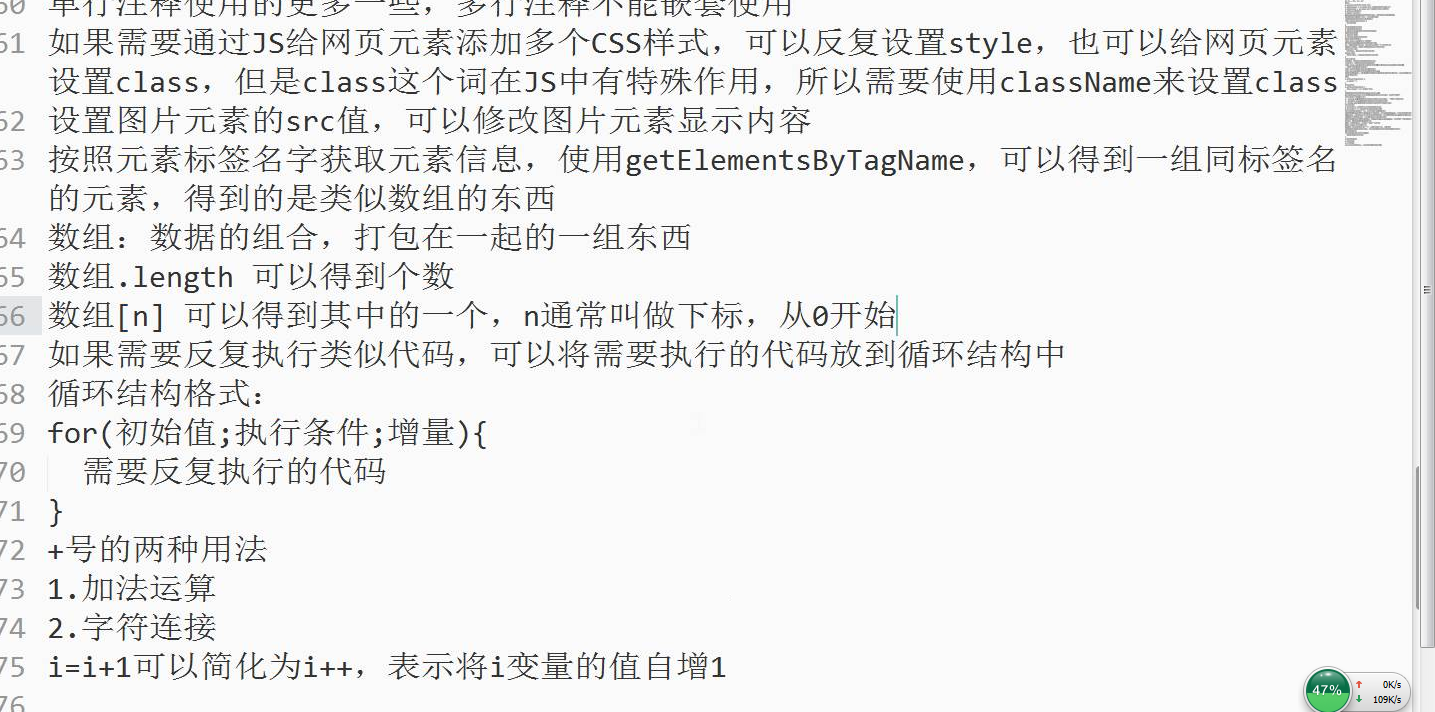 60 单行注释使用的更多一些，多行注释不能嵌套使用
61 如果需要通过JS给网页元素添加多个CSS样式，可以反复设置style，也可以给网页元素
设置class，但是class这个词在JS中有特殊作用，所以需要使用className来设置class
62 设置图片元素的src值，可以修改图片元素显示内容
63 按照元素标签名字获取元素信息，使用getElementsByTagName，可以得到一组同标签名
的元素，得到的是类似数组的东西
64 数组：数据的组合，打包在一起的一组东西
65 数组.length 可以得到个数
66 数组[n] 可以得到其中的一个，n通常叫做下标，从0开始
67 如果需要反复执行类似代码，可以将需要执行的代码放到循环结构中
68 循环结构格式：
69 for(初始值;执行条件;增量){
70 需要反复执行的代码
71 }
72 +号的两种用法
73 1.加法运算
74 2.字符连接
75 i=i+1可以简化为i++，表示将i变量的值自增1
76
47% 0K/s
109K/s